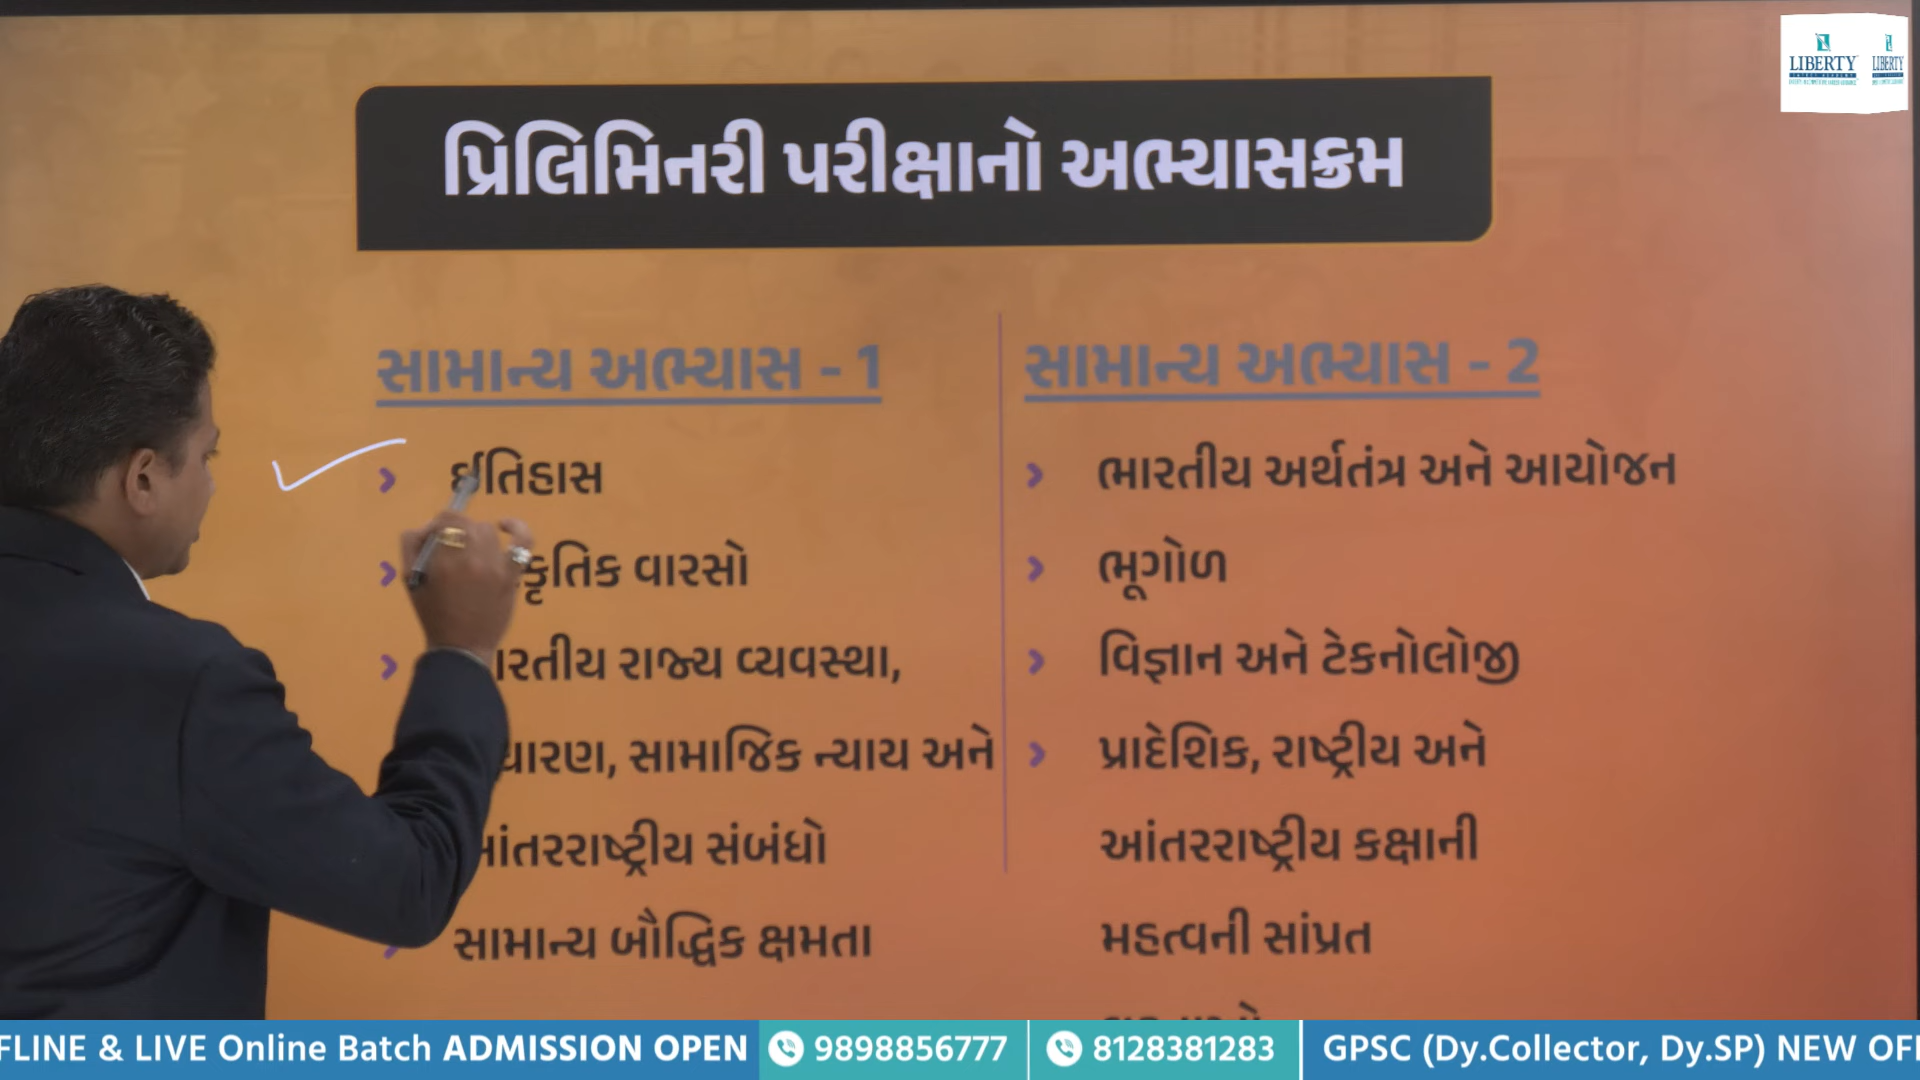 LIBERTY
LIBERTY
પ્રિલિમિનરી પરીક્ષાનો અભ્યાસક્રમ
સામાન્ય અભ્યાસ - 1
ઈતિહાસ
કૃતિક વારસો
રતીય રાજ્ય વ્યવસ્થા,
ધારણ, સામાજિક ન્યાય અને
આંતરરાષ્ટ્રીય સંબંધો
સામાન્ય બૌદ્ધિક ક્ષમતા
સામાન્ય અભ્યાસ - 2
ભારતીય અર્થતંત્ર અને આયોજન
ભૂગોળ
વિજ્ઞાન અને ટેકનોલોજી
પ્રાદેશિક, રાષ્ટ્રીય અને
આંતરરાષ્ટ્રીય કક્ષાની
મહત્વની સાંપ્રત
FLINE & LIVE Online Batch ADMISSION OPEN 9898856777 8128381283 GPSC (Dy.Collector, Dy.SP) NEW OFF